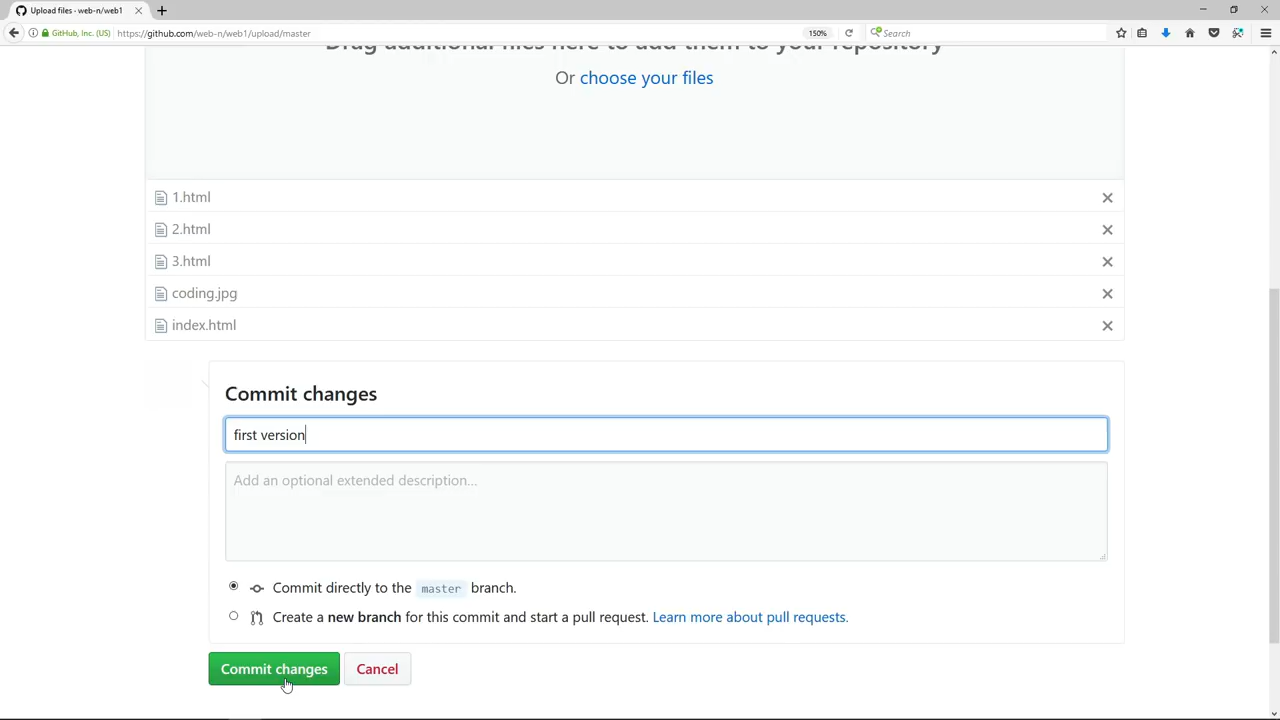 Upload files - web-n/web1
GitHub, Inc. (US) https://github.com/web-n/web1/upload/master 150% Search
Drag additional files here to add them to your repository
Or choose your files
1.html
2.html
3.html
coding.jpg
index.html
Commit changes
first version
Add an optional extended description...
Commit directly to the master branch.
Create a new branch for this commit and start a pull request. Learn more about pull requests.
Commit changes Cancel